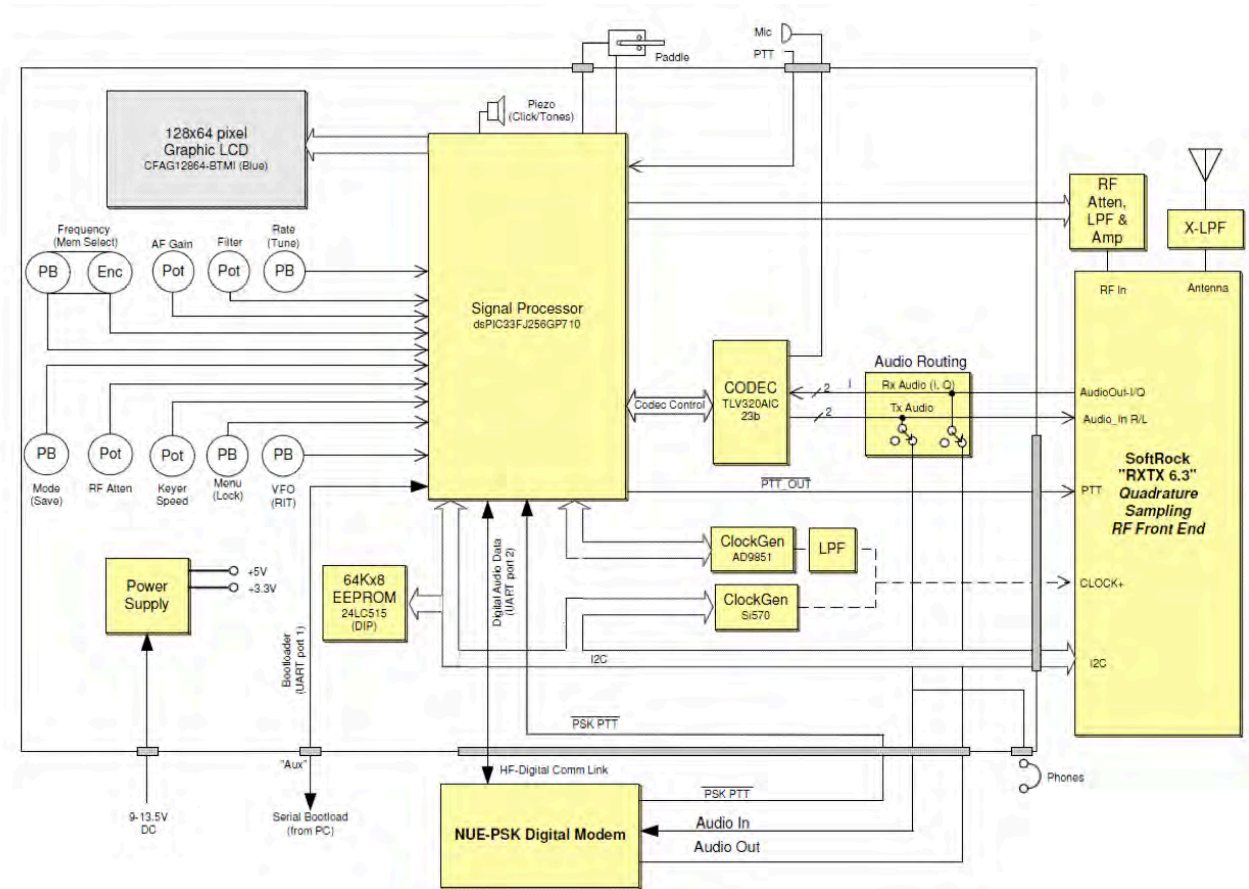 Mic
PTT
Paddle
Piezo
(Click/Tones)
128x64 pixel
Graphic LCD
CFAG12864-BTMI (Blue)
Frequency
(Mem Select)
AF Gain
Filter
Rate
(Tune)
PB
Enc
Pot
Pot
PB
Signal Processor
dsPIC33FJ256GP710
RF
Atten,
LPF &
Amp
X-LPF
RF In
Antenna
PB
Pot
Pot
PB
PB
Mode
(Save)
RF Atten
Keyer
Speed
Menu
(Lock)
VFO
(RIT)
Codec Control
CODEC
TLV320AIC
23b
2
I
2
Audio Routing
Rx Audio (I, Q)
Tx Audio
AudioOut-I/Q
Audio_In R/L
SoftRock
"RXTX 6.3"
Quadrature
Sampling
RF Front End
PTT_OUT
PTT
ClockGen
AD9851
LPF
CLOCK+
ClockGen
Si570
I2C
I2C
Power
Supply
+5V
+3.3V
64Kx8
EEPROM
24LC515
(DIP)
Bootloader
(UART port 1)
Digital Audio Data
(UART port 2)
PSK PTT
"Aux"
HF-Digital Comm Link
Phones
9-13.5V
DC
Serial Bootload
(from PC)
NUE-PSK Digital Modem
PSK PTT
Audio In
Audio Out